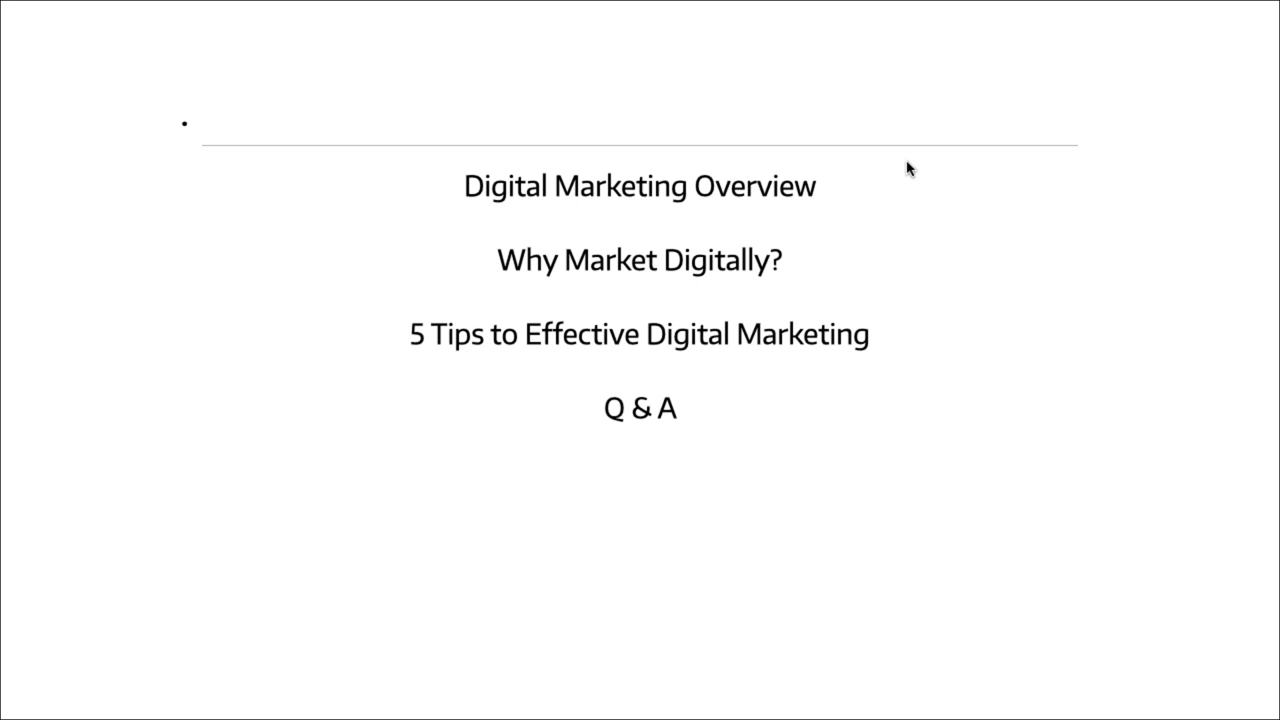 Digital Marketing Overview
Why Market Digitally?
5 Tips to Effective Digital Marketing
Q & A